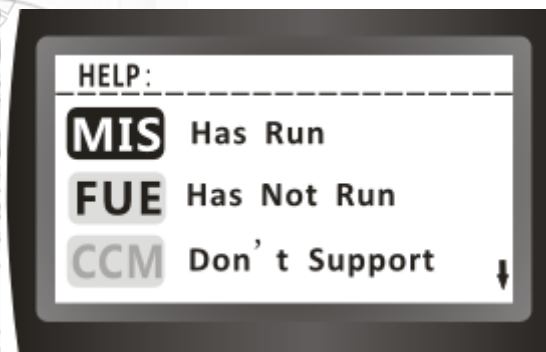 HELP:
MIS Has Run
FUE Has Not Run
CCM Don't Support